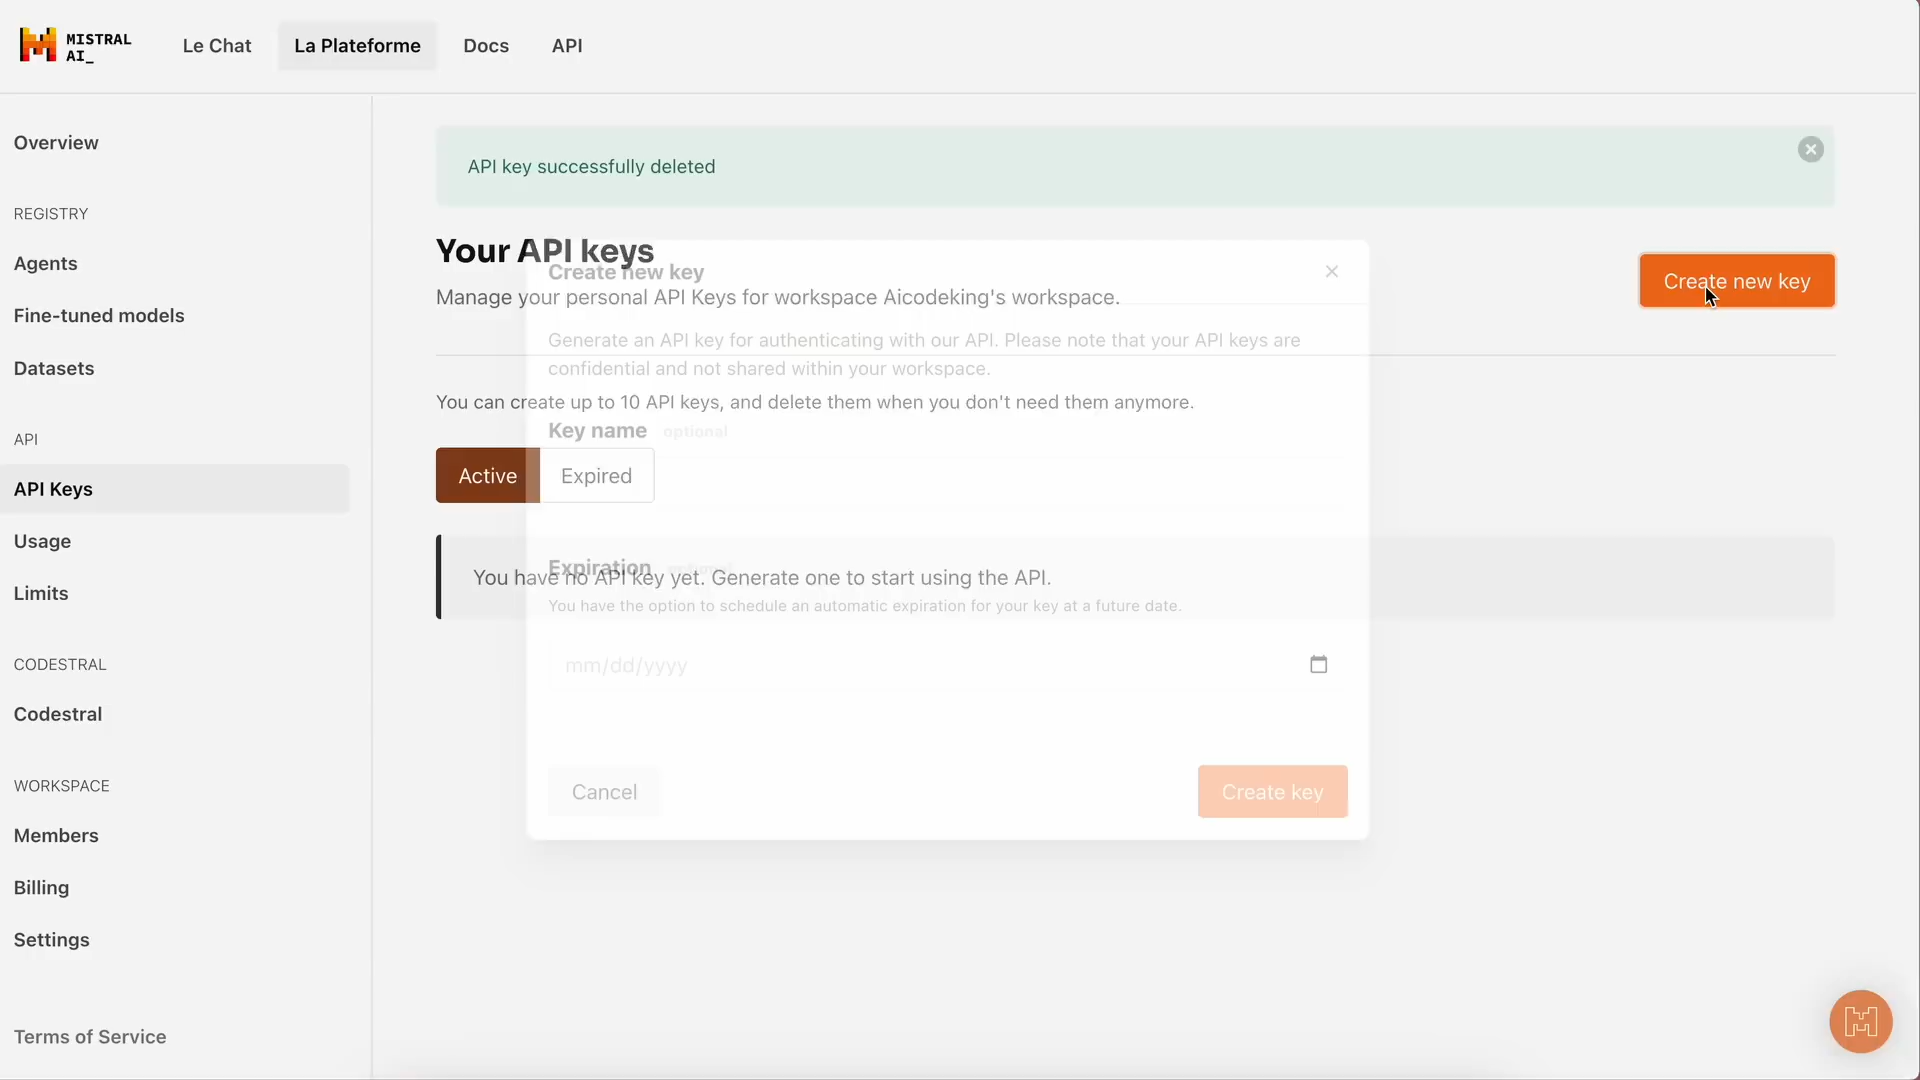 MISTRAL
AI_
Le Chat
La Plateforme
Docs
API
Overview
REGISTRY
Agents
Fine-tuned models
Datasets
API
API Keys
Usage
Limits
CODESTRAL
Codestral
WORKSPACE
Members
Billing
Settings
Terms of Service
API key successfully deleted
Your API keys
Manage your personal API Keys for workspace Aicodeking's workspace.
Create new key
You can create up to 10 API keys, and delete them when you don't need them anymore.
Active
Expired
You have no API key yet. Generate one to start using the API.
Create new key
Generate an API key for authenticating with our API. Please note that your API keys are
confidential and not shared within your workspace.
Key name optional
Expiration optional
You have the option to schedule an automatic expiration for your key at a future date.
mm/dd/yyyy
Cancel
Create key